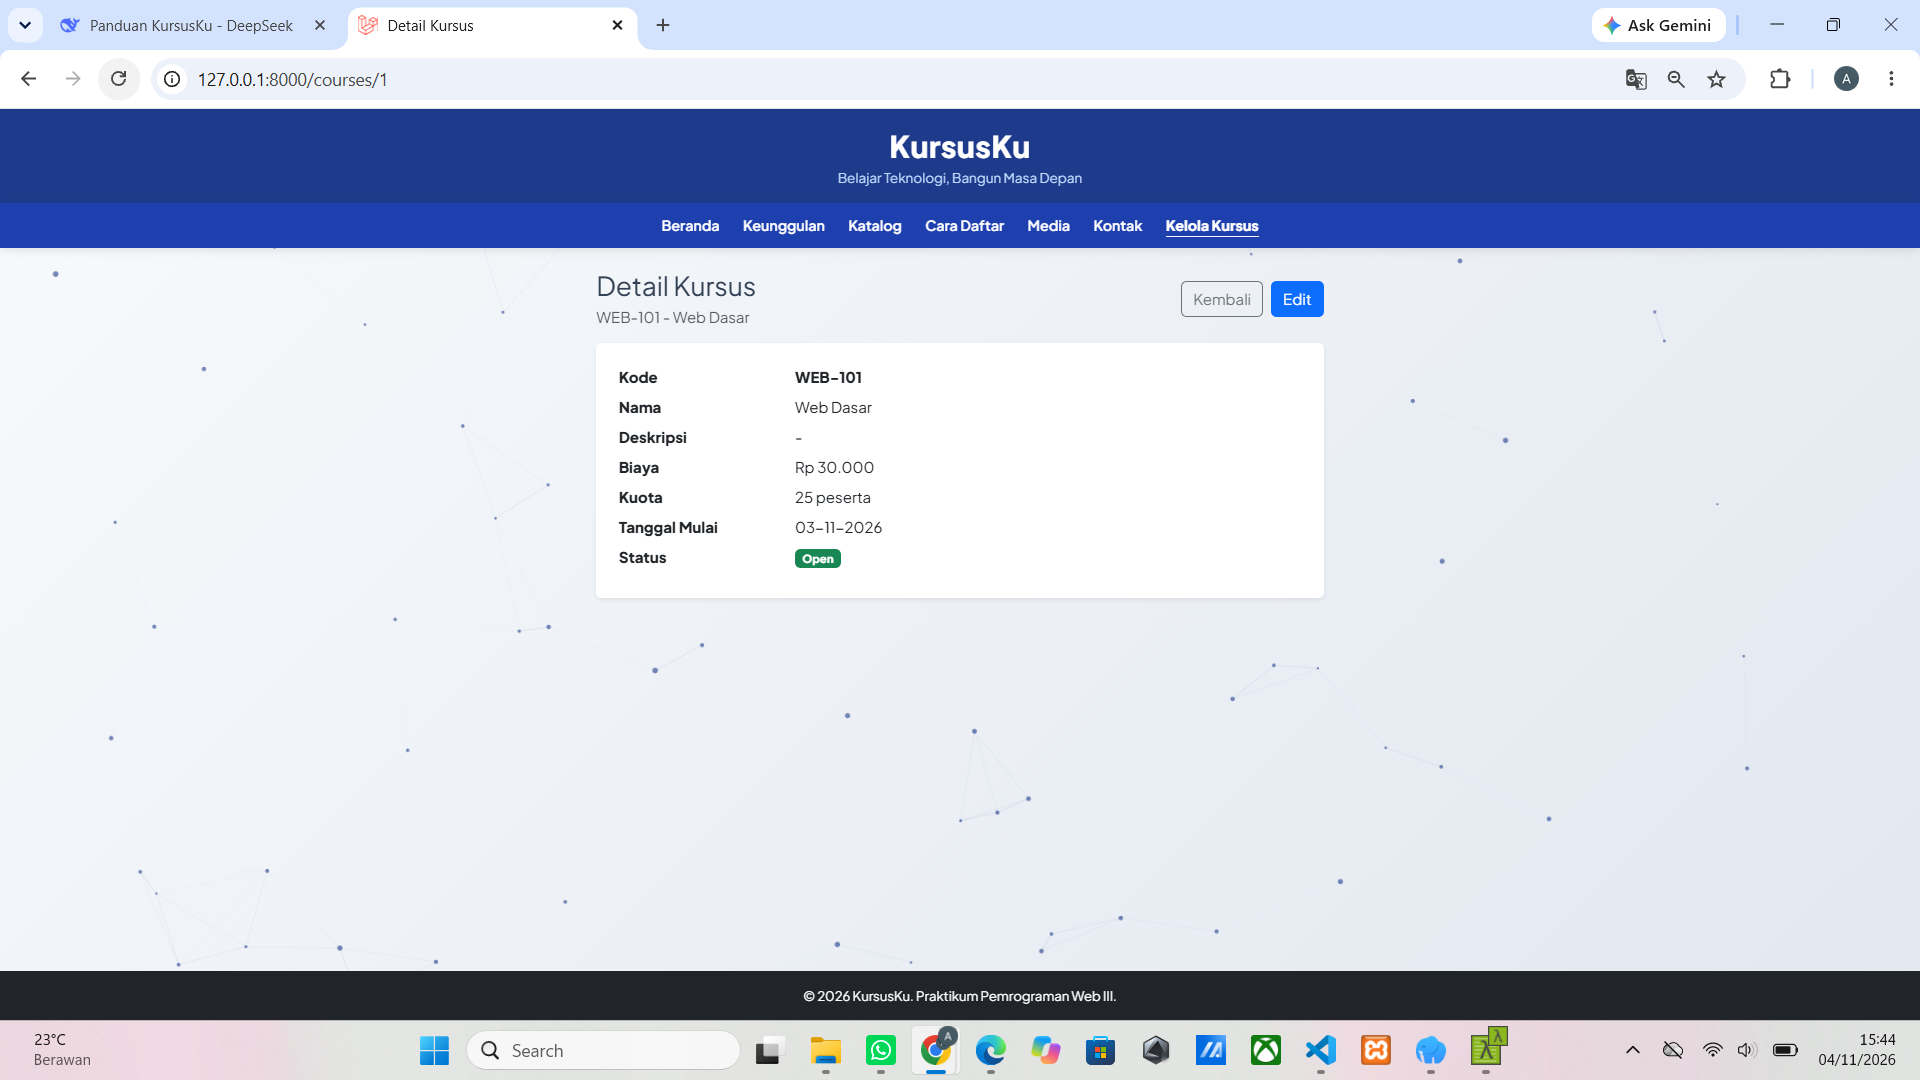 Panduan KursusKu - DeepSeek
Detail Kursus
Ask Gemini
127.0.0.1:8000/courses/1
A
KursusKu
Belajar Teknologi, Bangun Masa Depan
Beranda Keunggulan Katalog Cara Daftar Media Kontak Kelola Kursus
Detail Kursus
WEB-101 - Web Dasar
Kembali Edit
Kode WEB-101
Nama Web Dasar
Deskripsi -
Biaya Rp 30.000
Kuota 25 peserta
Tanggal Mulai 03-11-2026
Status Open
© 2026 KursusKu. Praktikum Pemrograman Web III.
23°C
Berawan
Search
A
15:44
04/11/2026